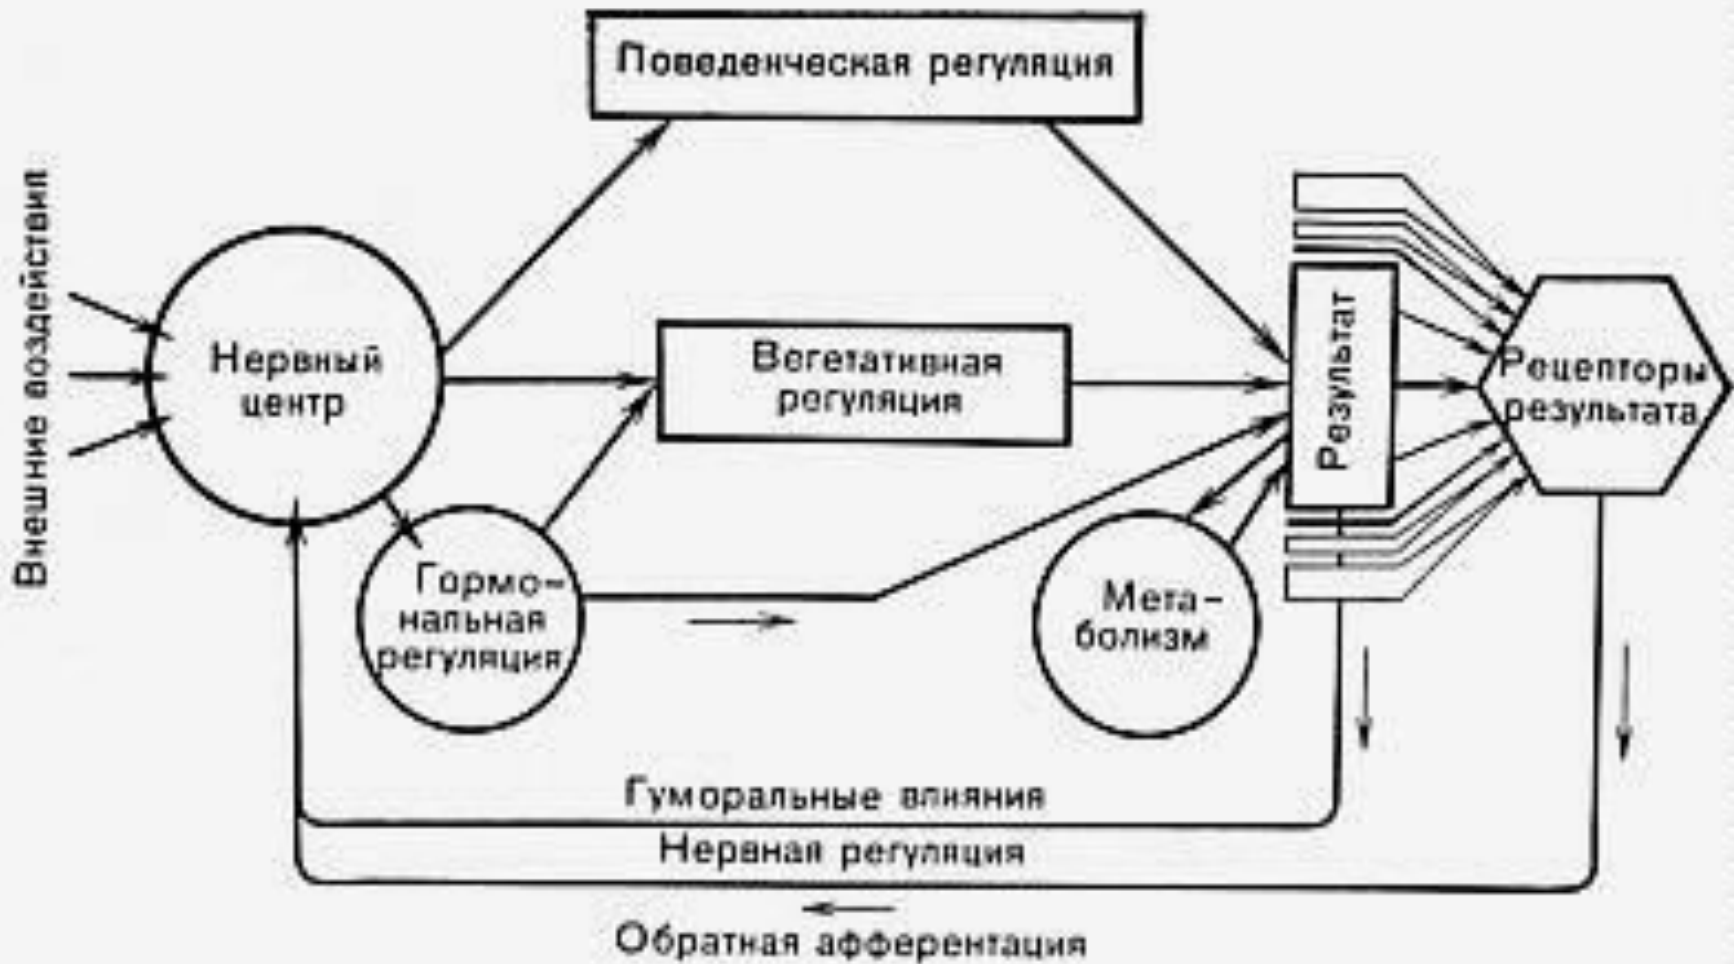 Поведенческая регуляция
Внешние воздействия
Нервный
центр
Вегетативная
регуляция
Результат
Рецепторы
результата
Гормо-
нальная
регуляция
Мета-
болизм
Гуморальные влияния
Нервная регуляция
Обратная афферентация